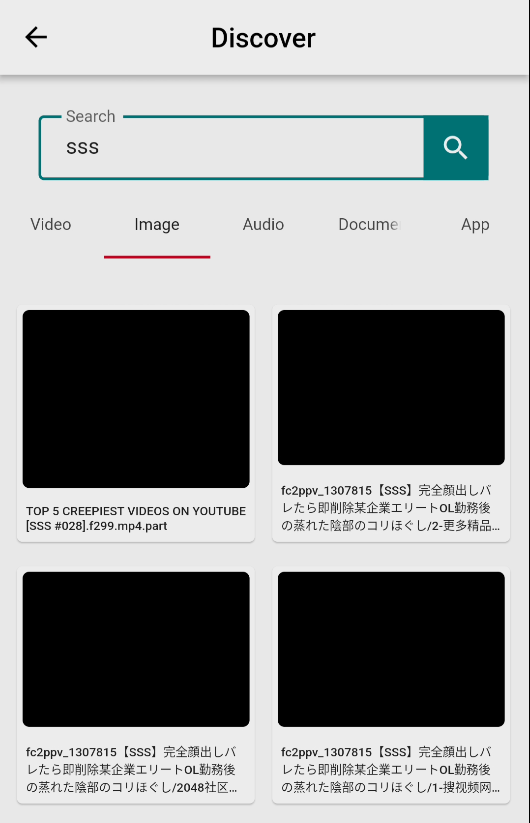 Discover
Search
sss
Video
Image
Audio
Docume
App
TOP 5 CREEPIEST VIDEOS ON YOUTUBE
[SSS #028].f299.mp4.part
fc2ppv_1307815【SSS】完全顔出しバ
レたら即削除某企業エリートOL勤務後
の蒸れた陰部のコリほぐし/2-更多精品...
fc2ppv_1307815【SSS】完全顔出しバ
レたら即削除某企業エリートOL勤務後
の蒸れた陰部のコリほぐし/2048社区...
fc2ppv_1307815【SSS】完全顔出しバ
レたら即削除某企業エリートOL勤務後
の蒸れた陰部のコリほぐし/1-搜视频网...